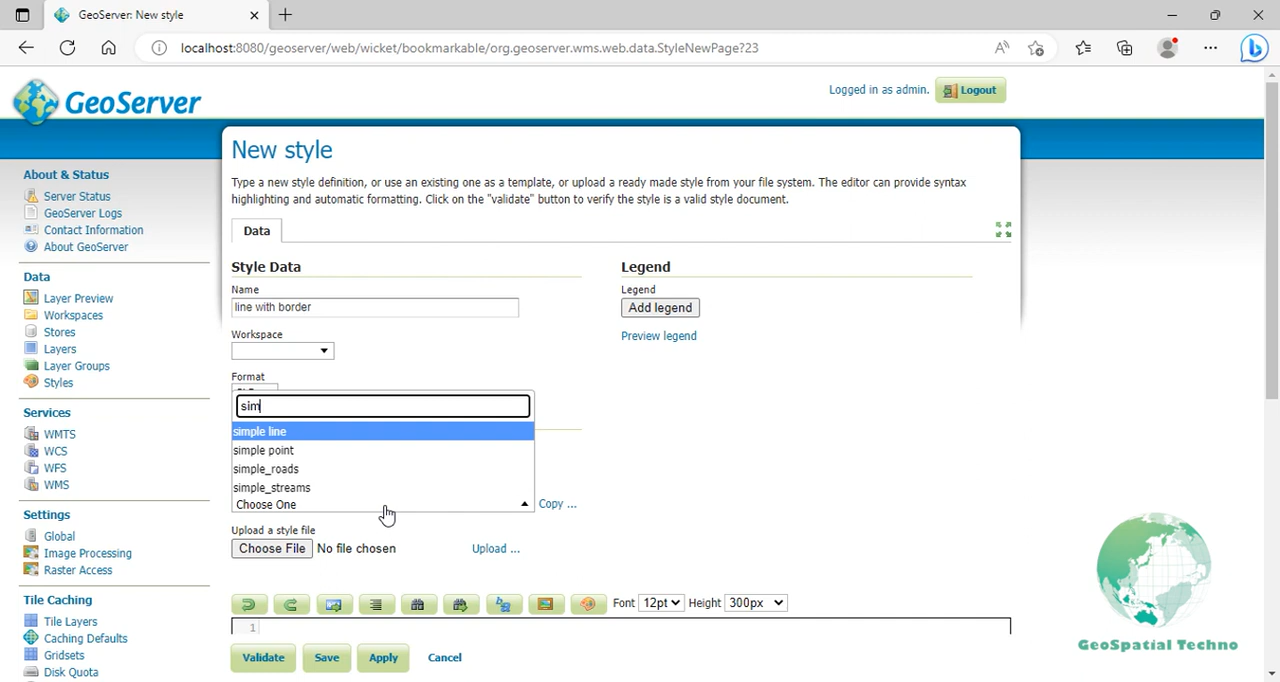 GeoServer: New style
localhost:8080/geoserver/web/wicket/bookmarkable/org.geoserver.wms.web.data.StyleNewPage?23
GeoServer
Logged in as admin.
Logout
About & Status
Server Status
GeoServer Logs
Contact Information
About GeoServer
Data
Layer Preview
Workspaces
Stores
Layers
Layer Groups
Styles
Services
WMTS
WCS
WFS
WMS
Settings
Global
Image Processing
Raster Access
Tile Caching
Tile Layers
Caching Defaults
Gridsets
Disk Quota
New style
Type a new style definition, or use an existing one as a template, or upload a ready made style from your file system. The editor can provide syntax
highlighting and automatic formatting. Click on the "validate" button to verify the style is a valid style document.
Data
Style Data
Name
line with border
Workspace
Format
sim
simple line
simple point
simple_roads
simple_streams
Choose One
Copy ...
Upload a style file
Choose File No file chosen
Upload ...
Legend
Legend
Add legend
Preview legend
Font 12pt Height 300px
1
Validate
Save
Apply
Cancel
GeoSpatial Techno